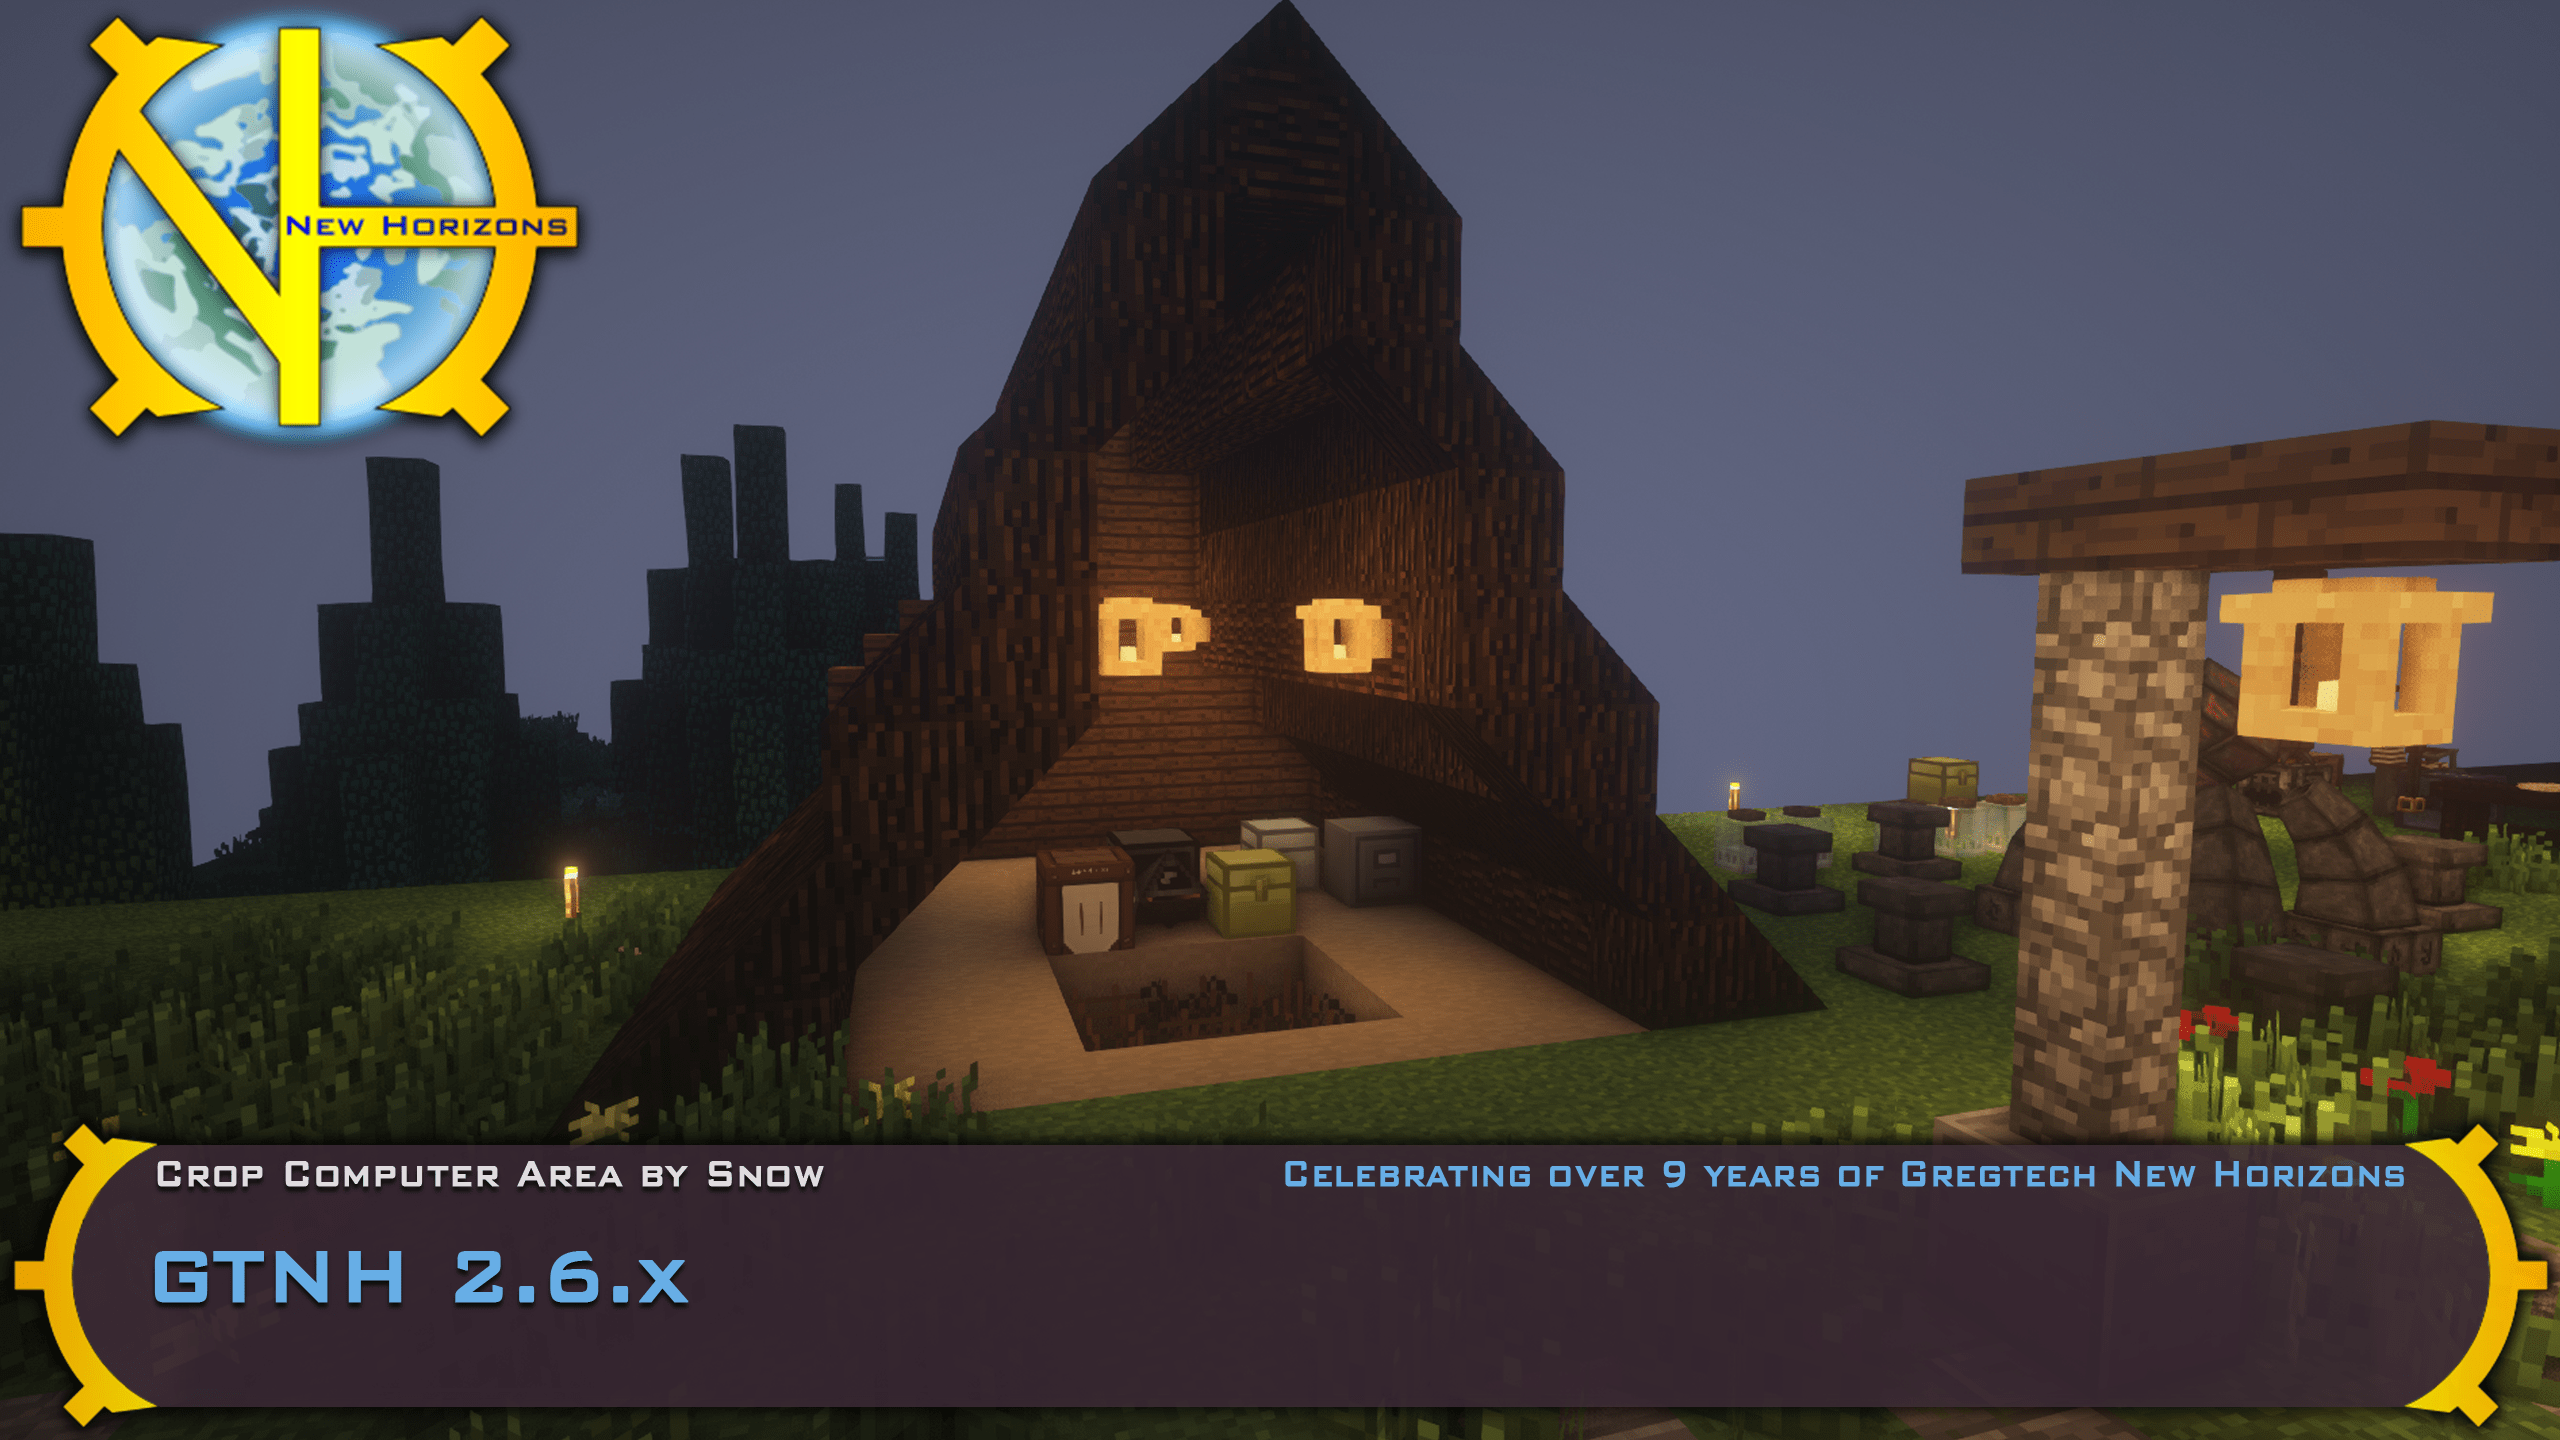 New Horizons
Crop Computer Area by Snow
Celebrating over 9 years of Gregtech New Horizons
GTNH 2.6.x